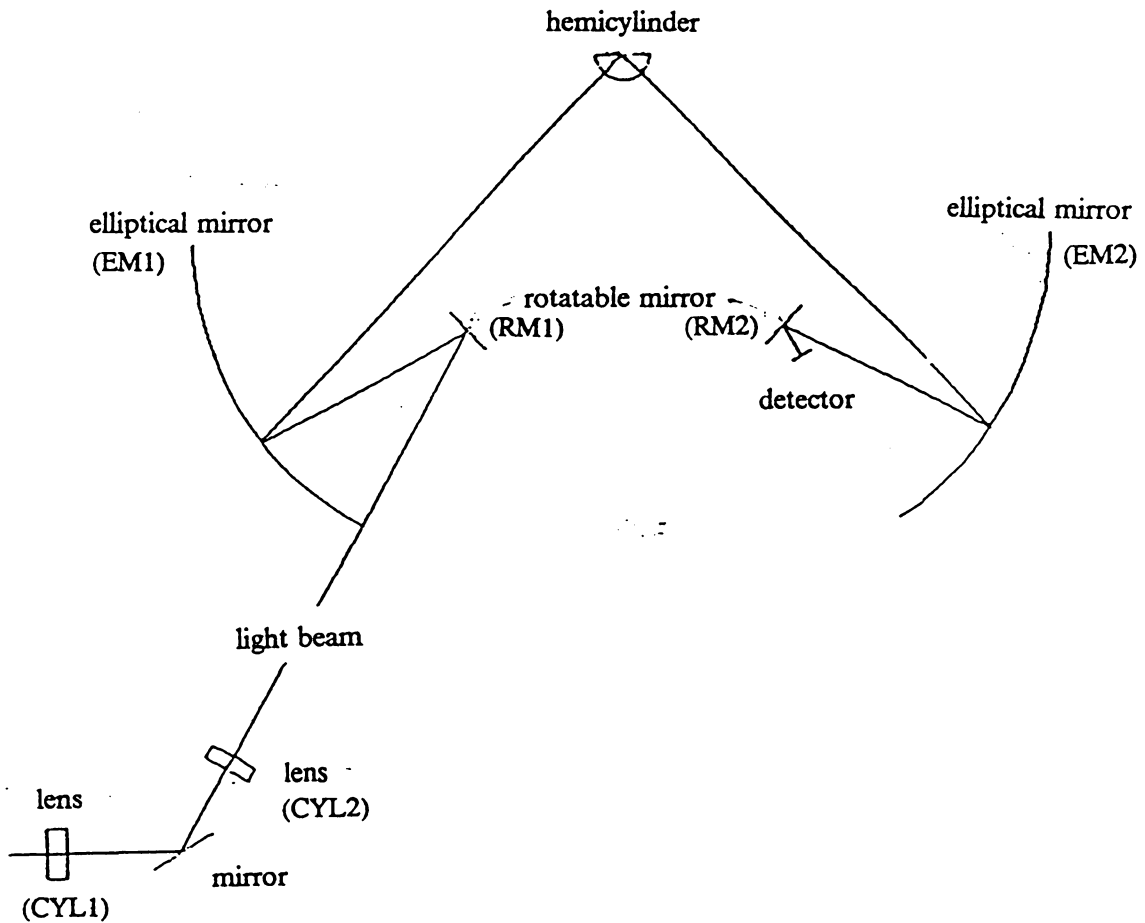 hemicylinder
elliptical mirror
(EM1)
elliptical mirror
(EM2)
rotatable mirror
(RM1)
(RM2)
detector
light beam
lens
(CYL2)
lens
(CYL1)
mirror